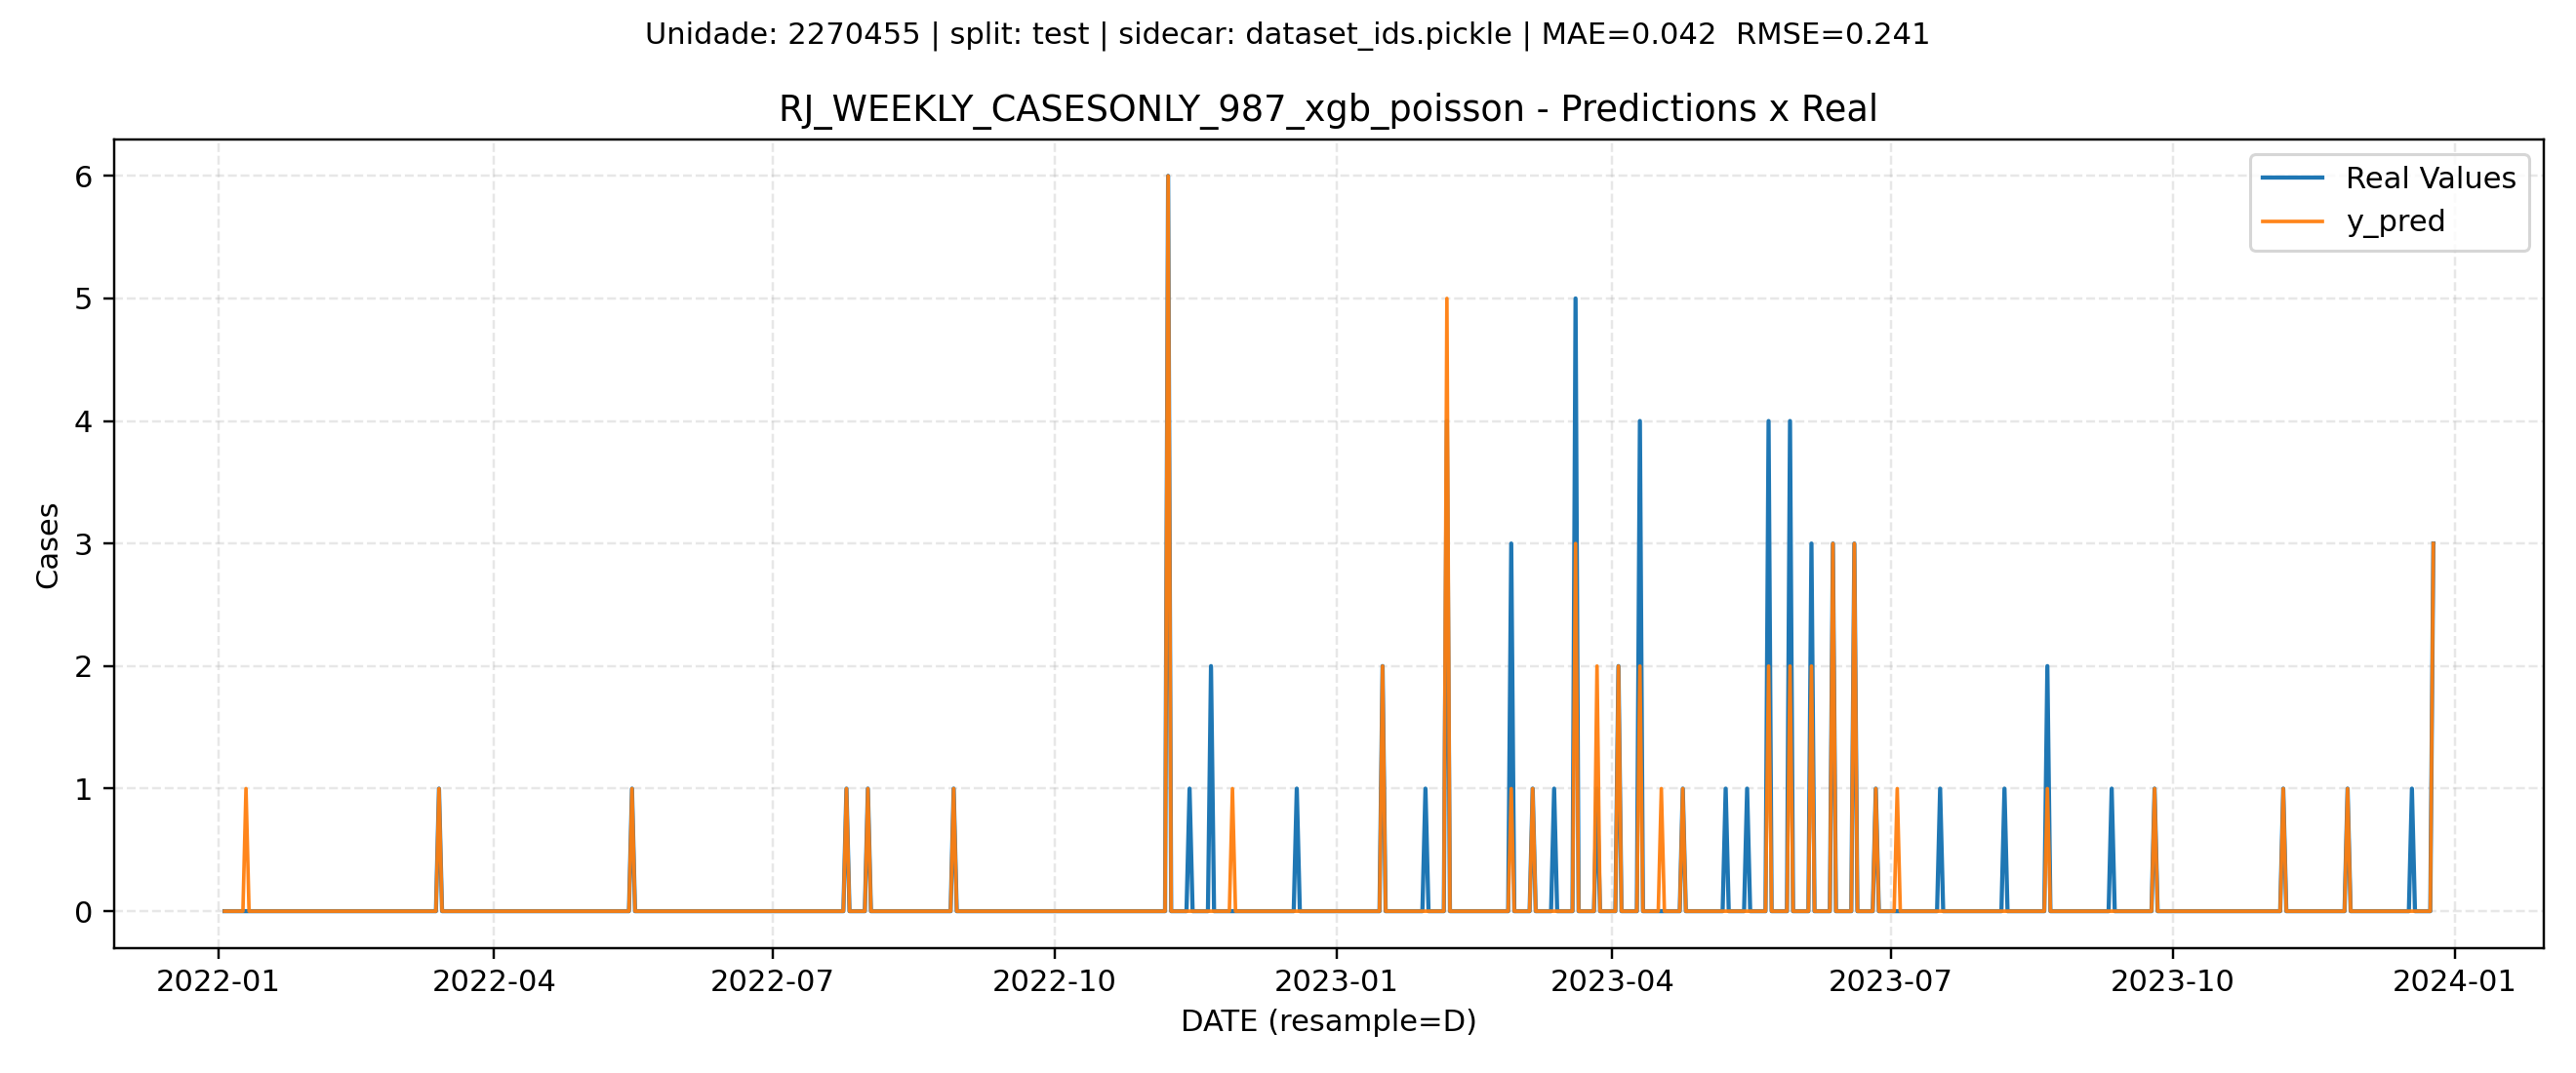 Unidade: 2270455 | split: test | sidecar: dataset_ids.pickle | MAE=0.042  RMSE=0.241
RJ_WEEKLY_CASESONLY_987_xgb_poisson - Predictions x Real
Real Values
y_pred
Cases
6
5
4
3
2
1
0
2022-01
2022-04
2022-07
2022-10
2023-01
2023-04
2023-07
2023-10
2024-01
DATE (resample=D)